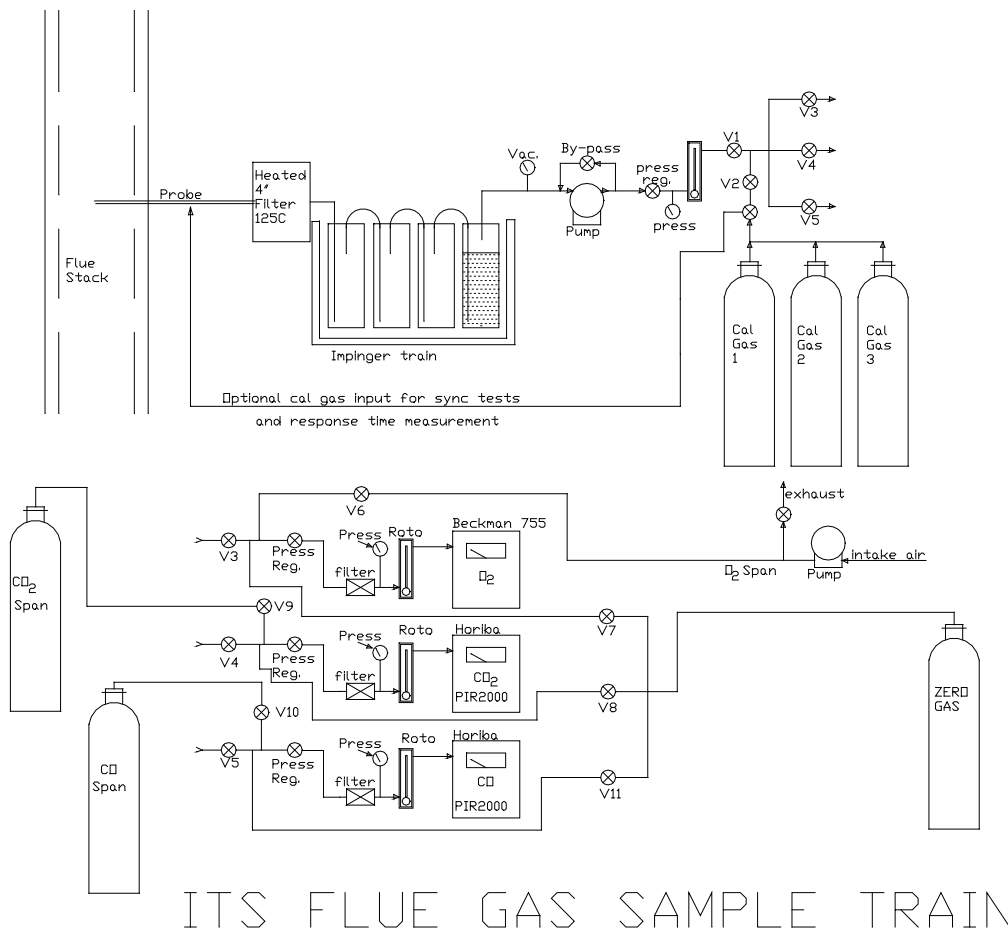 Probe
Heated
4"
Filter
125C
Vac.
By-pass
Pump
press
reg.
press
V1
V2
V3
V4
V5
Flue
Stack
Impinger train
Cal
Gas
1
Cal
Gas
2
Cal
Gas
3
Optional cal gas input for sync tests
and response time measurement
exhaust
intake air
Pump
O2 Span
V6
V3
Press
Reg.
Press
Roto
filter
Beckman 755
O2
CO2
Span
V9
V7
V4
Press
Reg.
Press
Roto
filter
Horiba
CO2
PIR2000
V8
ZERO
GAS
V10
V5
Press
Reg.
Press
Roto
filter
Horiba
CO
PIR2000
V11
CO
Span
ITS FLUE GAS SAMPLE TRAIN